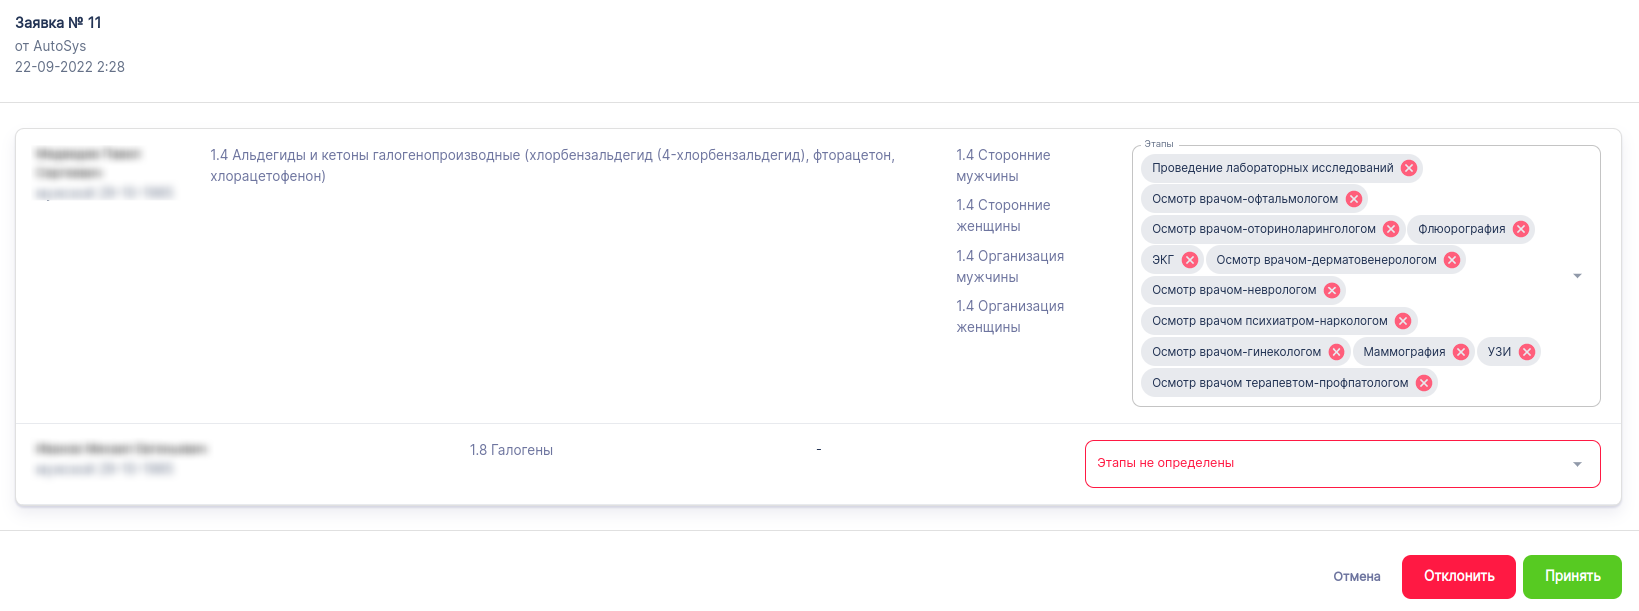 Заявка № 11
от AutoSys
22-09-2022 2:28
1.4 Альдегиды и кетоны галогенопроизводные (хлорбензальдегид (4-хлорбензальдегид), фторацетон,
хлорацетофенон)
1.4 Сторонние
мужчины
1.4 Сторонние
женщины
1.4 Организация
мужчины
1.4 Организация
женщины
Этапы
Проведение лабораторных исследований
Осмотр врачом-офтальмологом
Осмотр врачом-оториноларингологом Флюорография
ЭКГ Осмотр врачом-дерматовенерологом
Осмотр врачом-неврологом
Осмотр врачом психиатром-наркологом
Осмотр врачом-гинекологом Маммография УЗИ
Осмотр врачом терапевтом-профпатологом
1.8 Галогены
-
Этапы не определены
Отмена Отклонить Принять